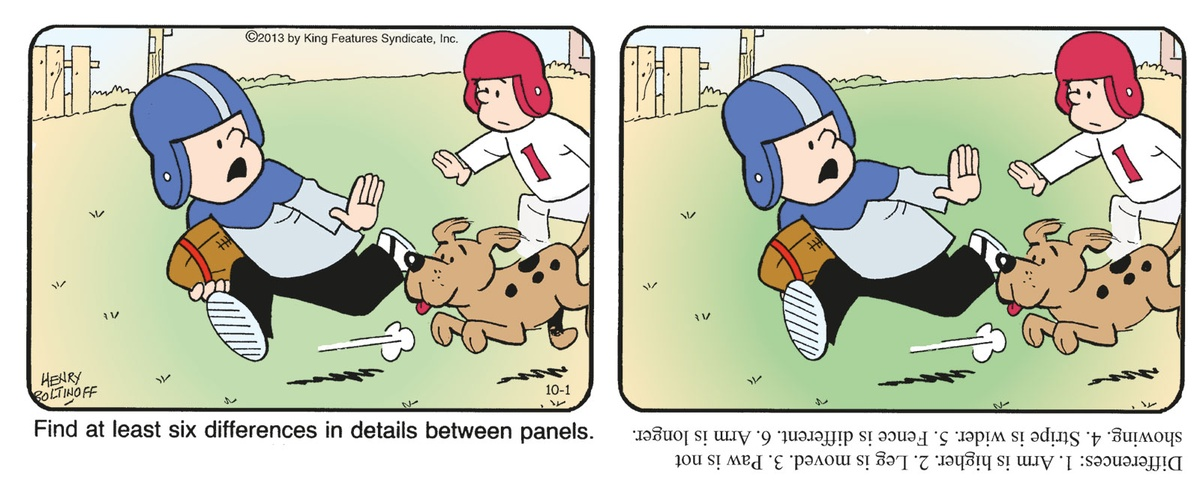 ©2013 by King Features Syndicate, Inc.
HENRY
BOLTINOFF
10-1
Find at least six differences in details between panels.
Differences: 1. Arm is higher. 2. Leg is moved. 3. Paw is not
showing. 4. Stripe is wider. 5. Fence is different. 6. Arm is longer.